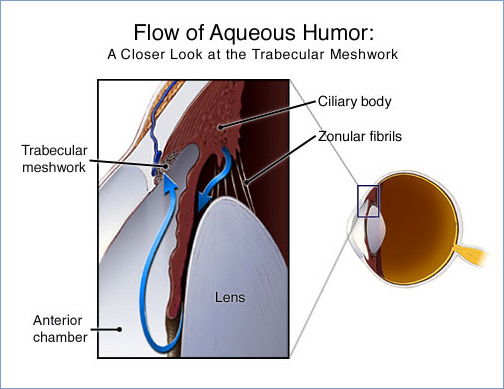 Flow of Aqueous Humor:
A Closer Look at the Trabecular Meshwork
Ciliary body
Zonular fibrils
Trabecular
meshwork
Lens
Anterior
chamber